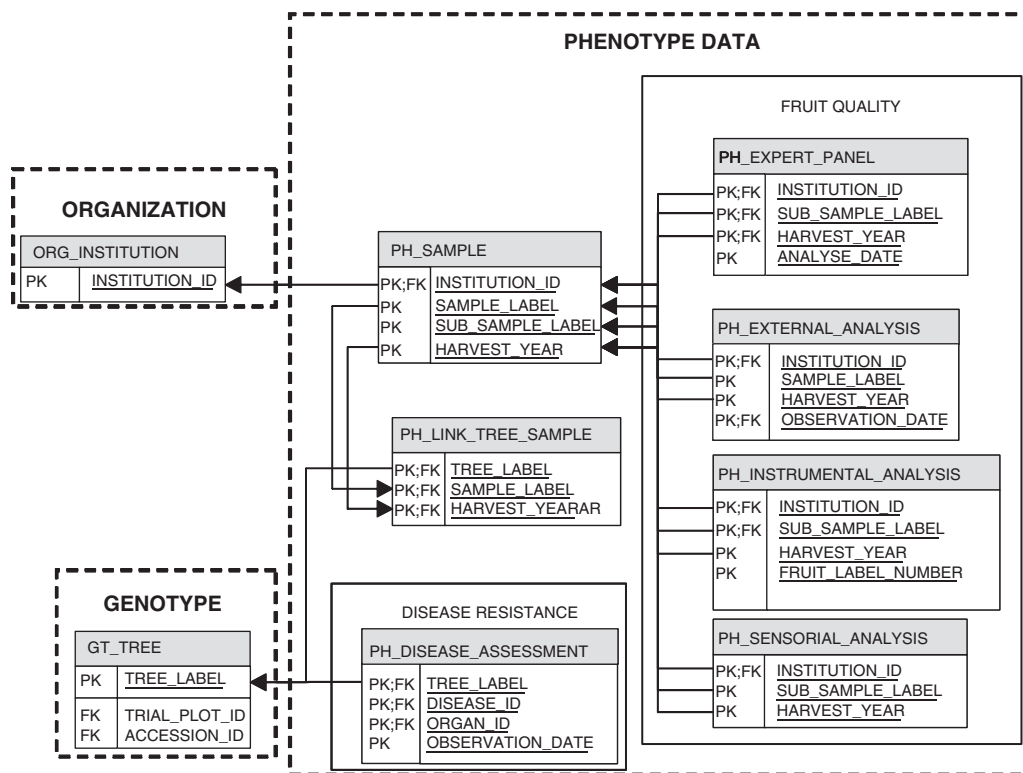 PHENOTYPE DATA
ORGANIZATION
ORG_INSTITUTION
PK INSTITUTION_ID
PH_SAMPLE
PK;FK INSTITUTION_ID
PK SAMPLE_LABEL
PK SUB_SAMPLE_LABEL
PK HARVEST_YEAR
PH_LINK_TREE_SAMPLE
PK;FK TREE_LABEL
PK;FK SAMPLE_LABEL
PK;FK HARVEST_YEARAR
GENOTYPE
GT_TREE
PK TREE_LABEL
FK TRIAL_PLOT_ID
FK ACCESSION_ID
DISEASE RESISTANCE
PH_DISEASE_ASSESSMENT
PK;FK TREE_LABEL
PK;FK DISEASE_ID
PK;FK ORGAN_ID
PK OBSERVATION_DATE
FRUIT QUALITY
PH_EXPERT_PANEL
PK;FK INSTITUTION_ID
PK;FK SUB_SAMPLE_LABEL
PK;FK HARVEST_YEAR
PK ANALYSE_DATE
PH_EXTERNAL_ANALYSIS
PK;FK INSTITUTION_ID
PK SAMPLE_LABEL
PK HARVEST_YEAR
PK;FK OBSERVATION_DATE
PH_INSTRUMENTAL_ANALYSIS
PK;FK INSTITUTION_ID
PK;FK SUB_SAMPLE_LABEL
PK HARVEST_YEAR
PK FRUIT_LABEL_NUMBER
PH_SENSORIAL_ANALYSIS
PK;FK INSTITUTION_ID
PK SUB_SAMPLE_LABEL
PK HARVEST_YEAR